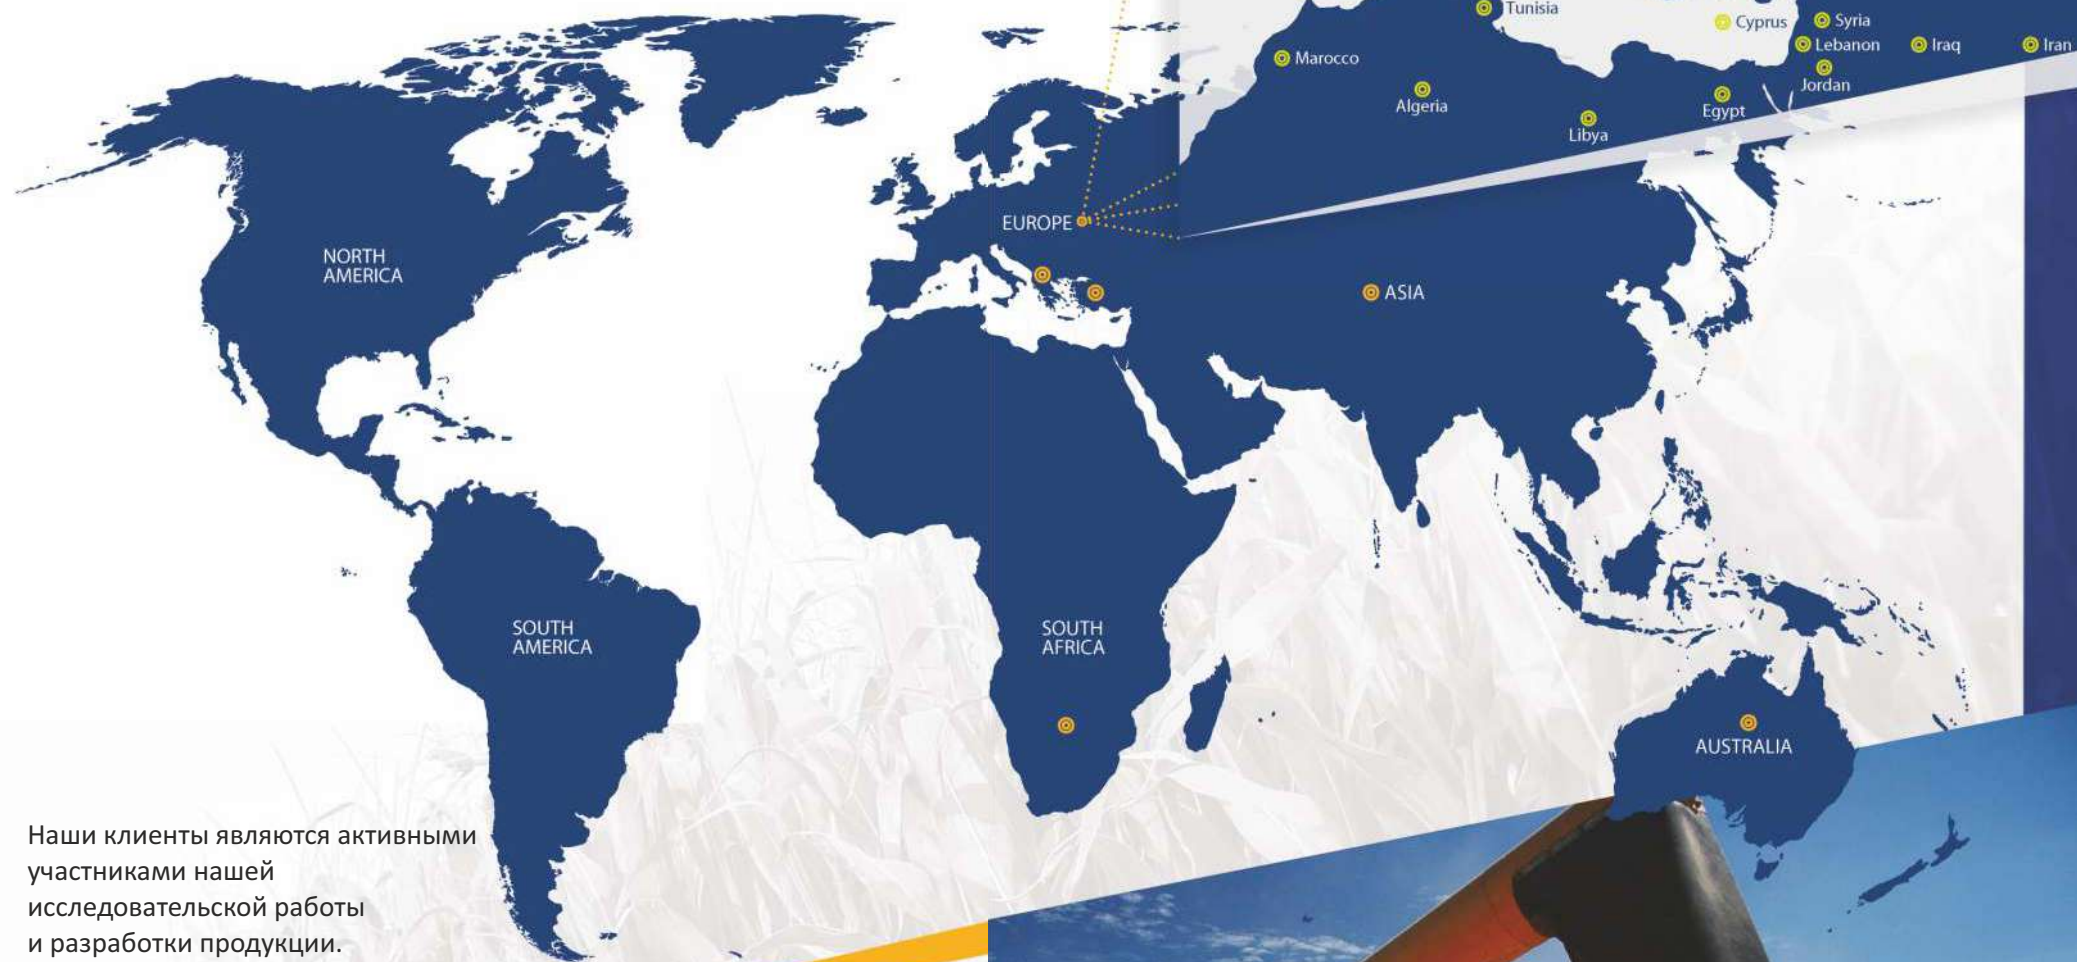 Tunisia
Cyprus
Syria
Marocco
Lebanon
Iraq
Iran
Jordan
Algeria
Egypt
Libya
EUROPE
NORTH
AMERICA
ASIA
SOUTH
AMERICA
SOUTH
AFRICA
AUSTRALIA
Наши клиенты являются активными
участниками нашей
исследовательской работы
и разработки продукции.